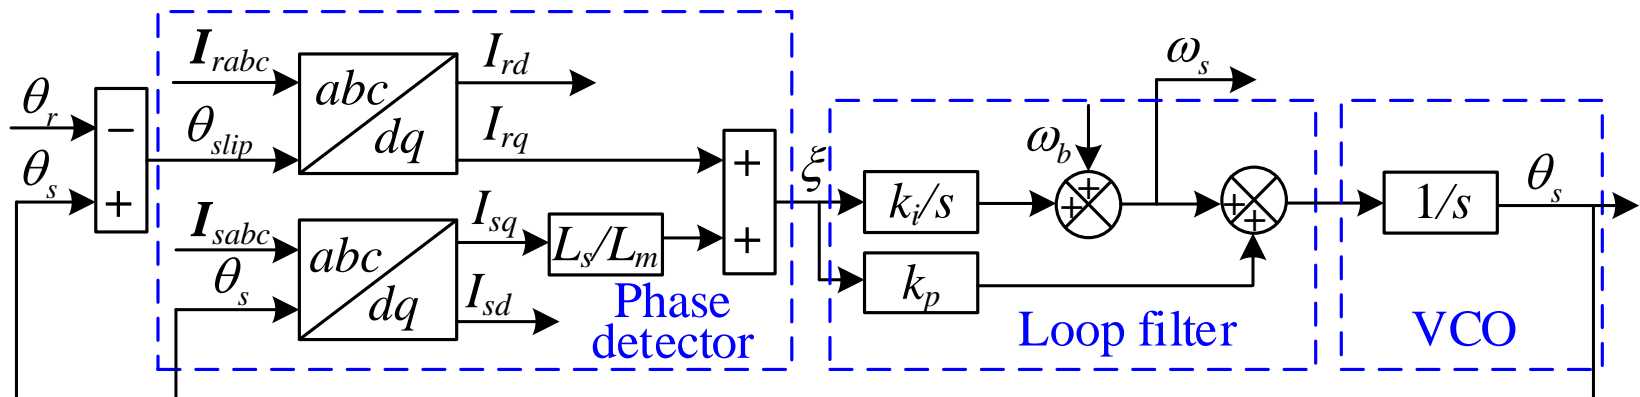 θr
θs
−
+
Irabc
θslip
abc
dq
Ird
Irq
Isabc
θs
abc
dq
Isq
Isd
Ls/Lm
+
+
Phase
detector
ξ
ki/s
kp
ωb
+
+
ωs
+
+
Loop filter
1/s
θs
VCO